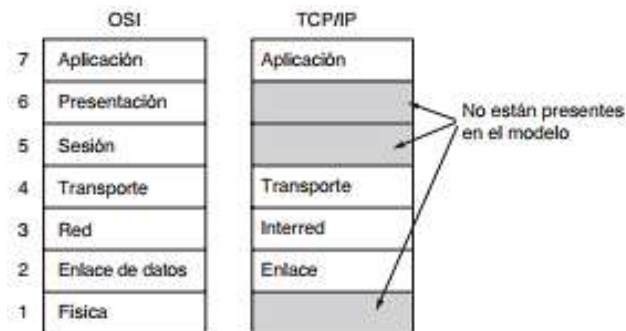 OSI
TCP/IP
7 Aplicación Aplicación
6 Presentación
5 Sesión
4 Transporte Transporte
3 Red Interred
2 Enlace de datos Enlace
1 Física
No están presentes
en el modelo